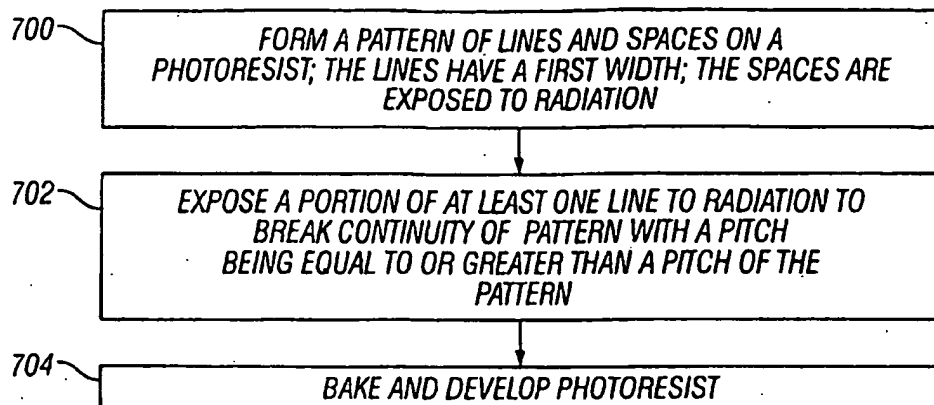 700
FORM A PATTERN OF LINES AND SPACES ON A
PHOTORESIST; THE LINES HAVE A FIRST WIDTH; THE SPACES ARE
EXPOSED TO RADIATION
702
EXPOSE A PORTION OF AT LEAST ONE LINE TO RADIATION TO
BREAK CONTINUITY OF PATTERN WITH A PITCH
BEING EQUAL TO OR GREATER THAN A PITCH OF THE
PATTERN
704
BAKE AND DEVELOP PHOTORESIST